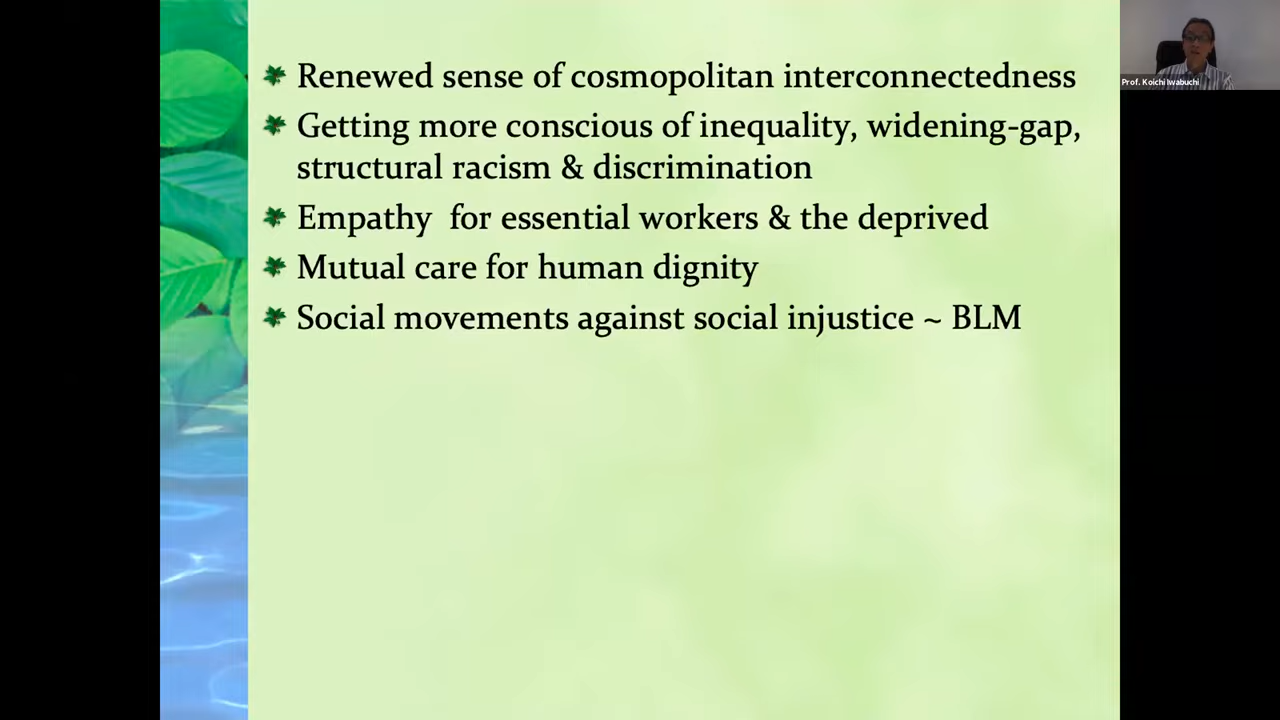 Renewed sense of cosmopolitan interconnectedness
Getting more conscious of inequality, widening-gap,
structural racism & discrimination
Empathy  for essential workers & the deprived
Mutual care for human dignity
Social movements against social injustice ~ BLM
Prof. Koichi Iwabuchi